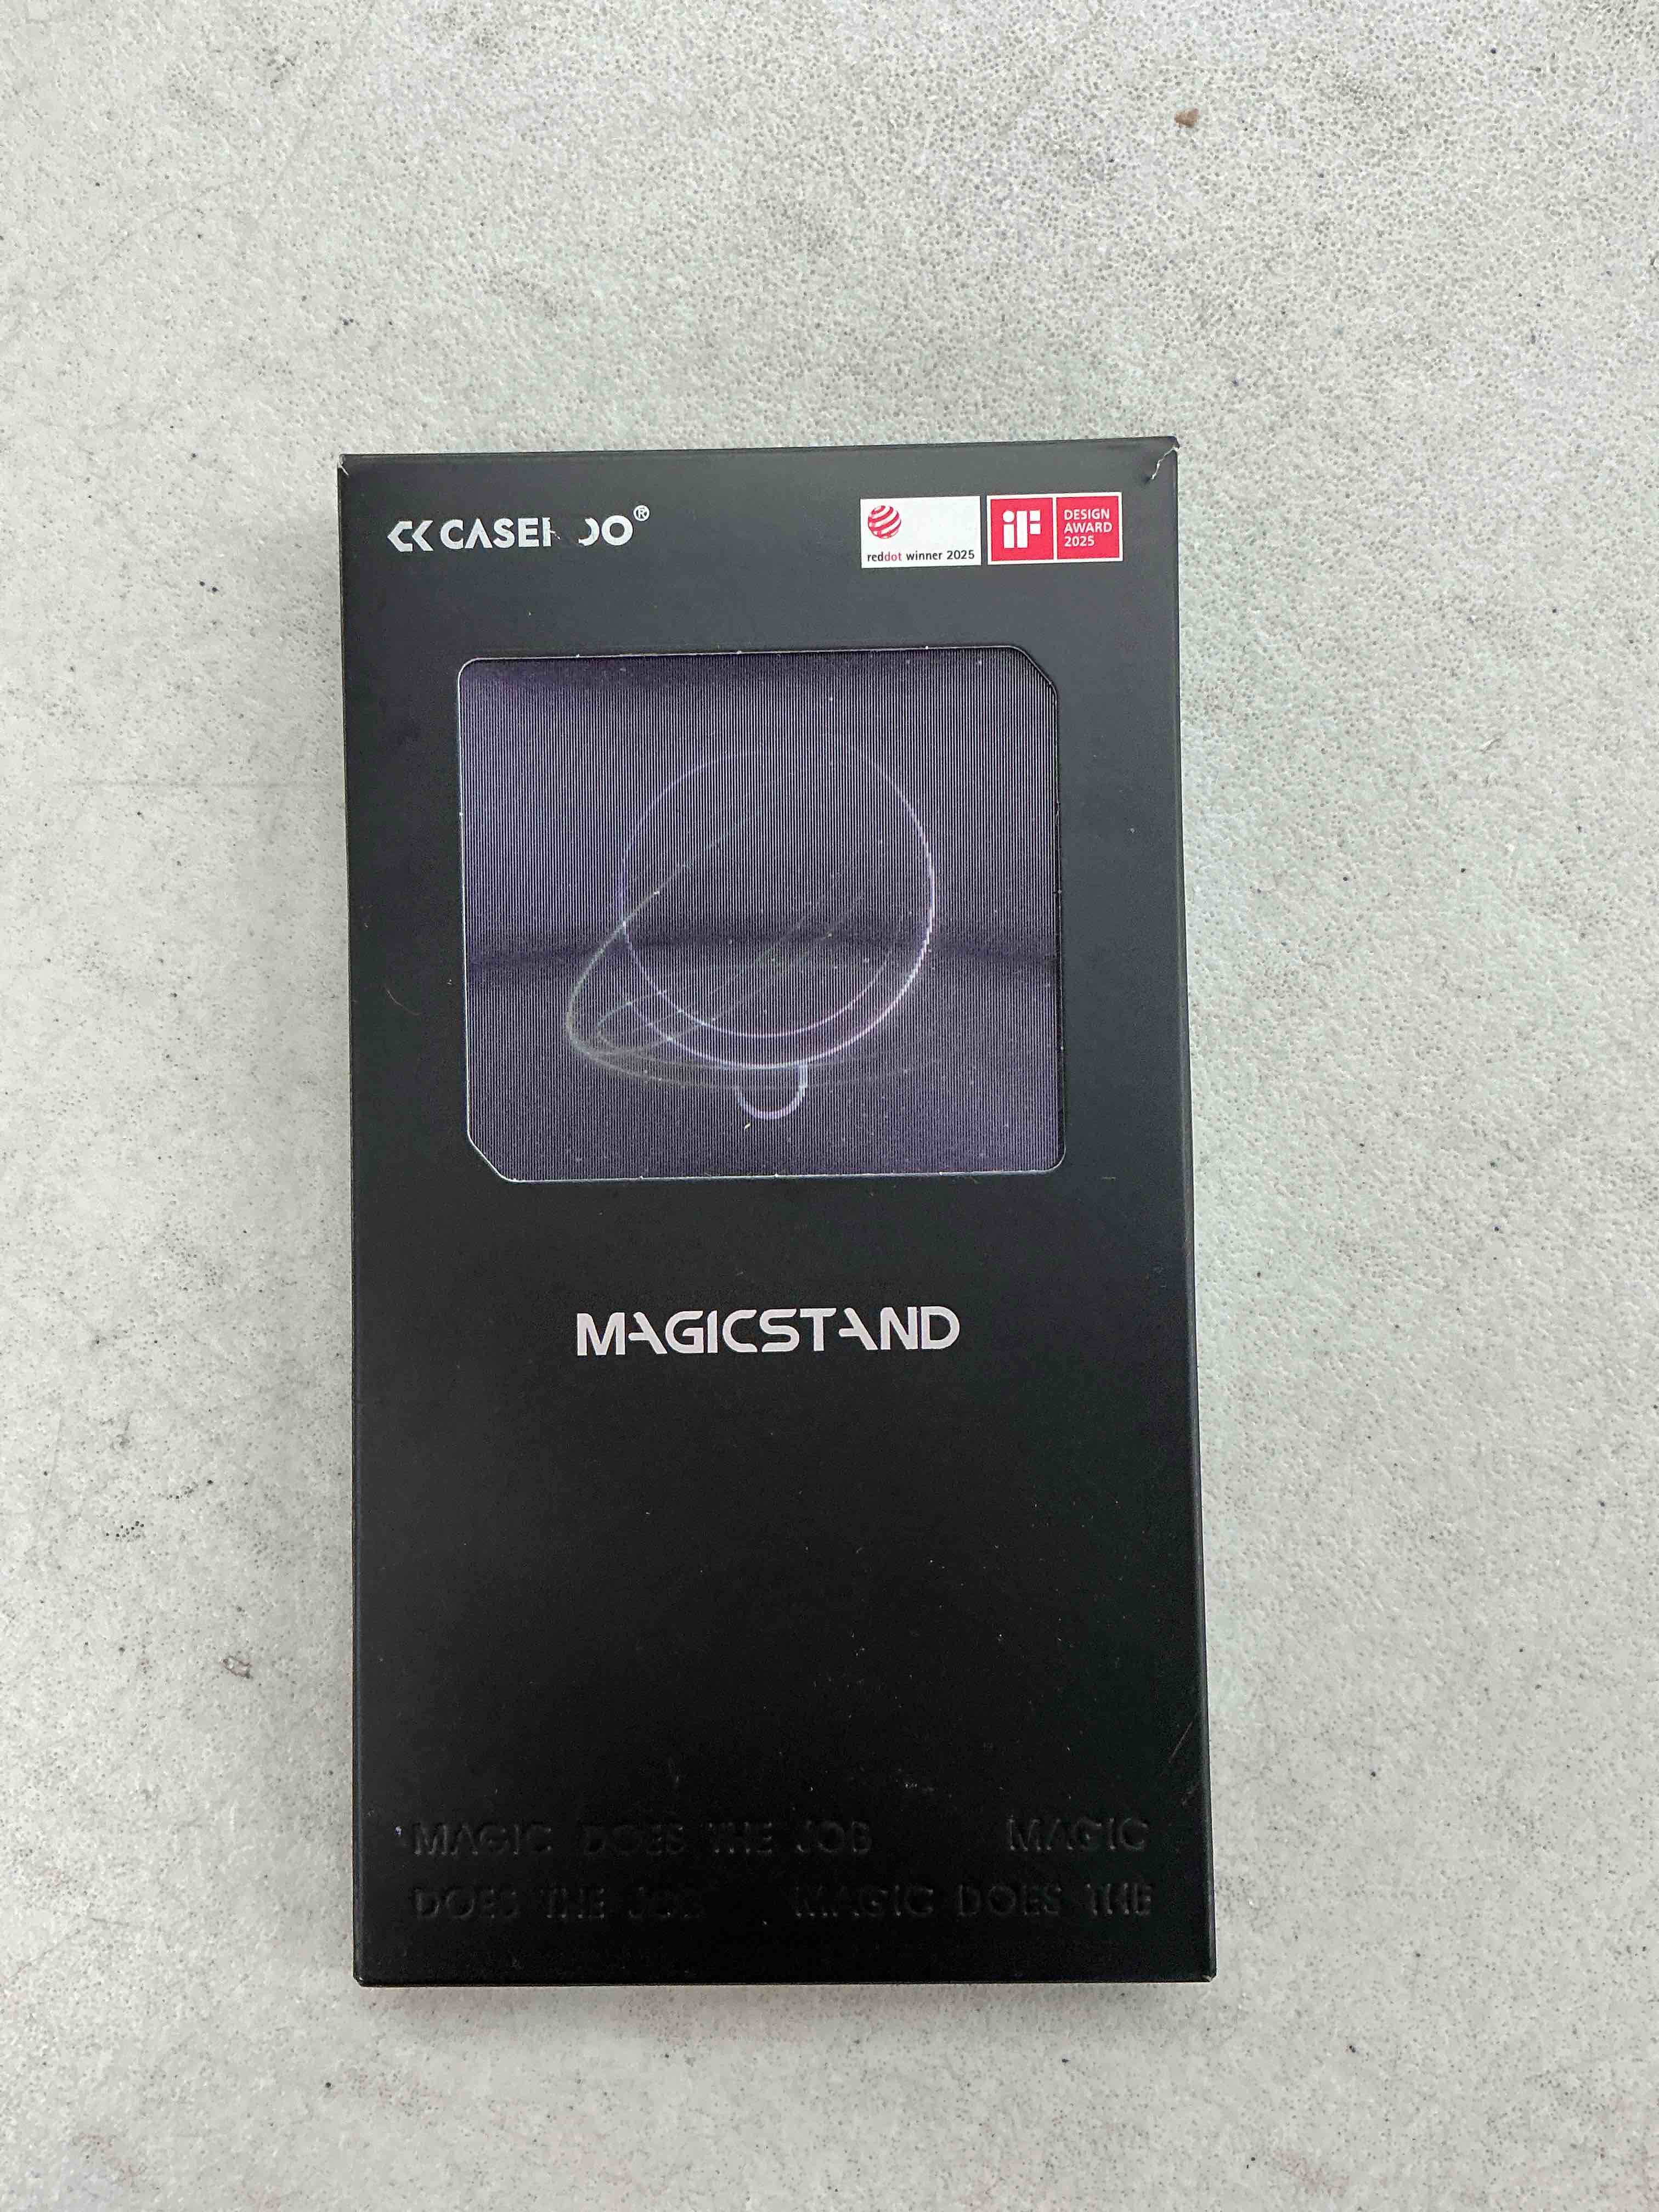 reddot winner 2025
iF DESIGN AWARD 2025
MAGICSTAND
MAGIC DOES THE JOB MAGIC
DOES THE JOB MAGIC DOES THE